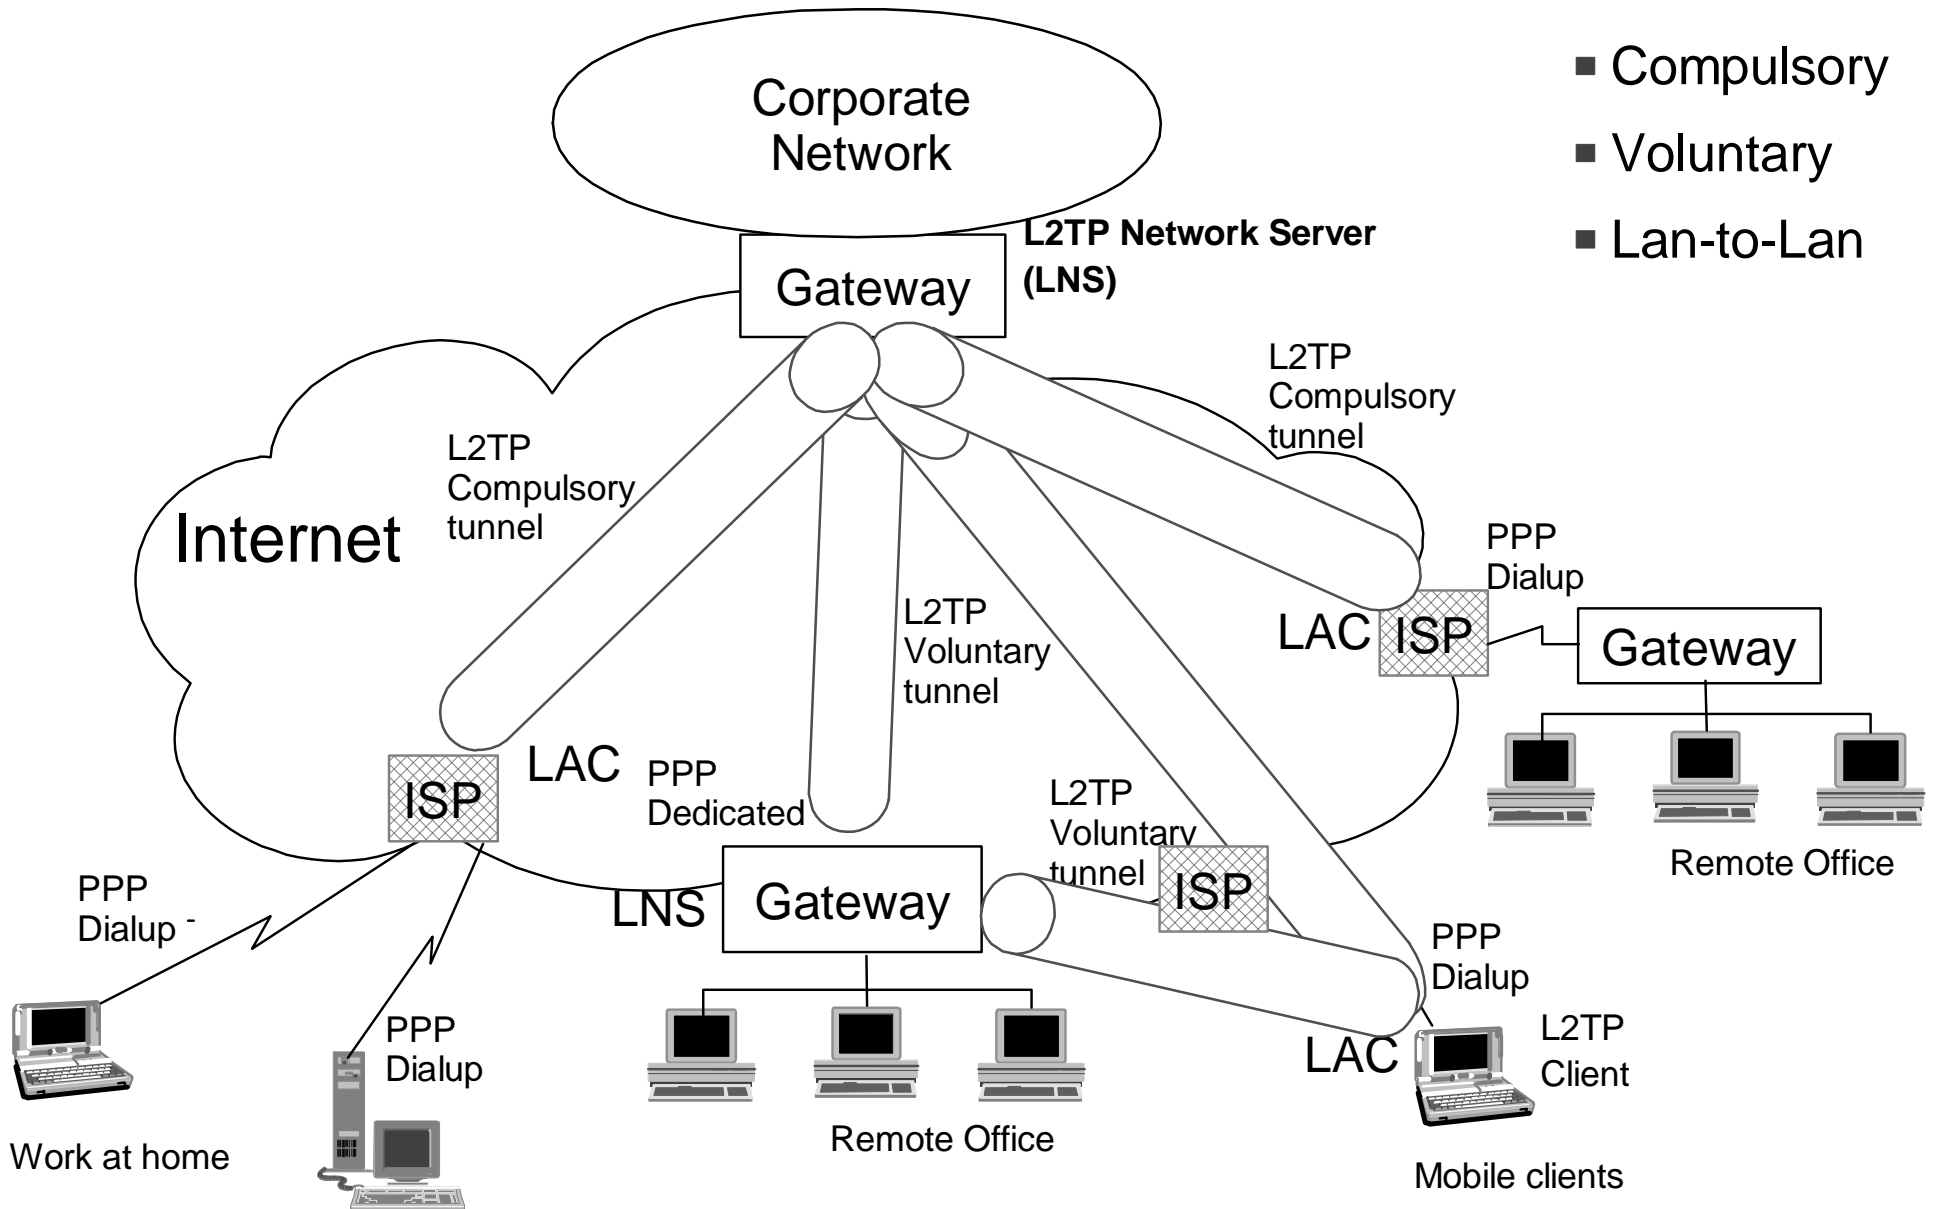 Corporate
Network
Compulsory
Voluntary
Lan-to-Lan
L2TP Network Server
(LNS)
Gateway
L2TP
Compulsory
tunnel
L2TP
Compulsory
tunnel
Internet
PPP
Dialup
LAC
ISP
Gateway
L2TP
Voluntary
tunnel
LAC
ISP
PPP
Dedicated
L2TP
Voluntary
tunnel
ISP
Remote Office
PPP
Dialup -
LNS
Gateway
PPP
Dialup
PPP
Dialup
LAC
L2TP
Client
Work at home
Remote Office
Mobile clients